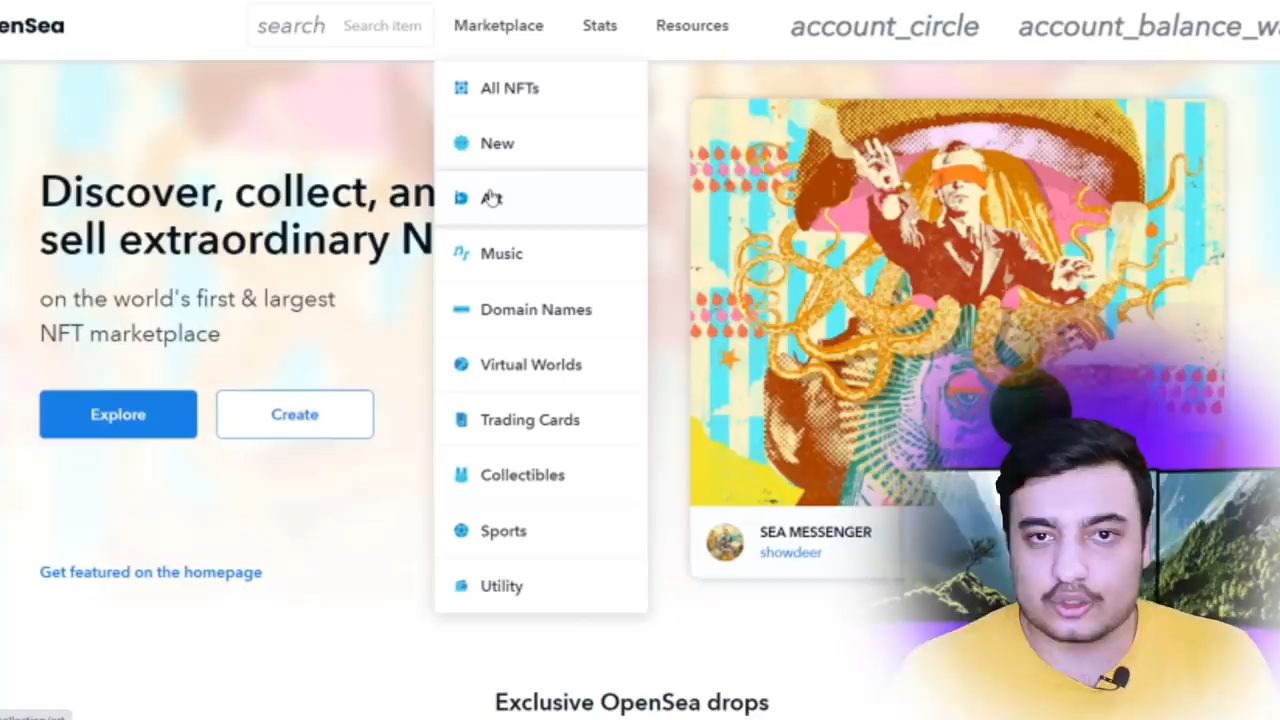 enSea
search Search item Marketplace Stats Resources account_circle account_balance_wa
All NFTs
New
Music
Domain Names
Virtual Worlds
Trading Cards
Collectibles
Sports
Utility
Discover, collect, an
sell extraordinary N
on the world's first & largest
NFT marketplace
Explore Create
Get featured on the homepage
SEA MESSENGER
showdeer
Exclusive OpenSea drops